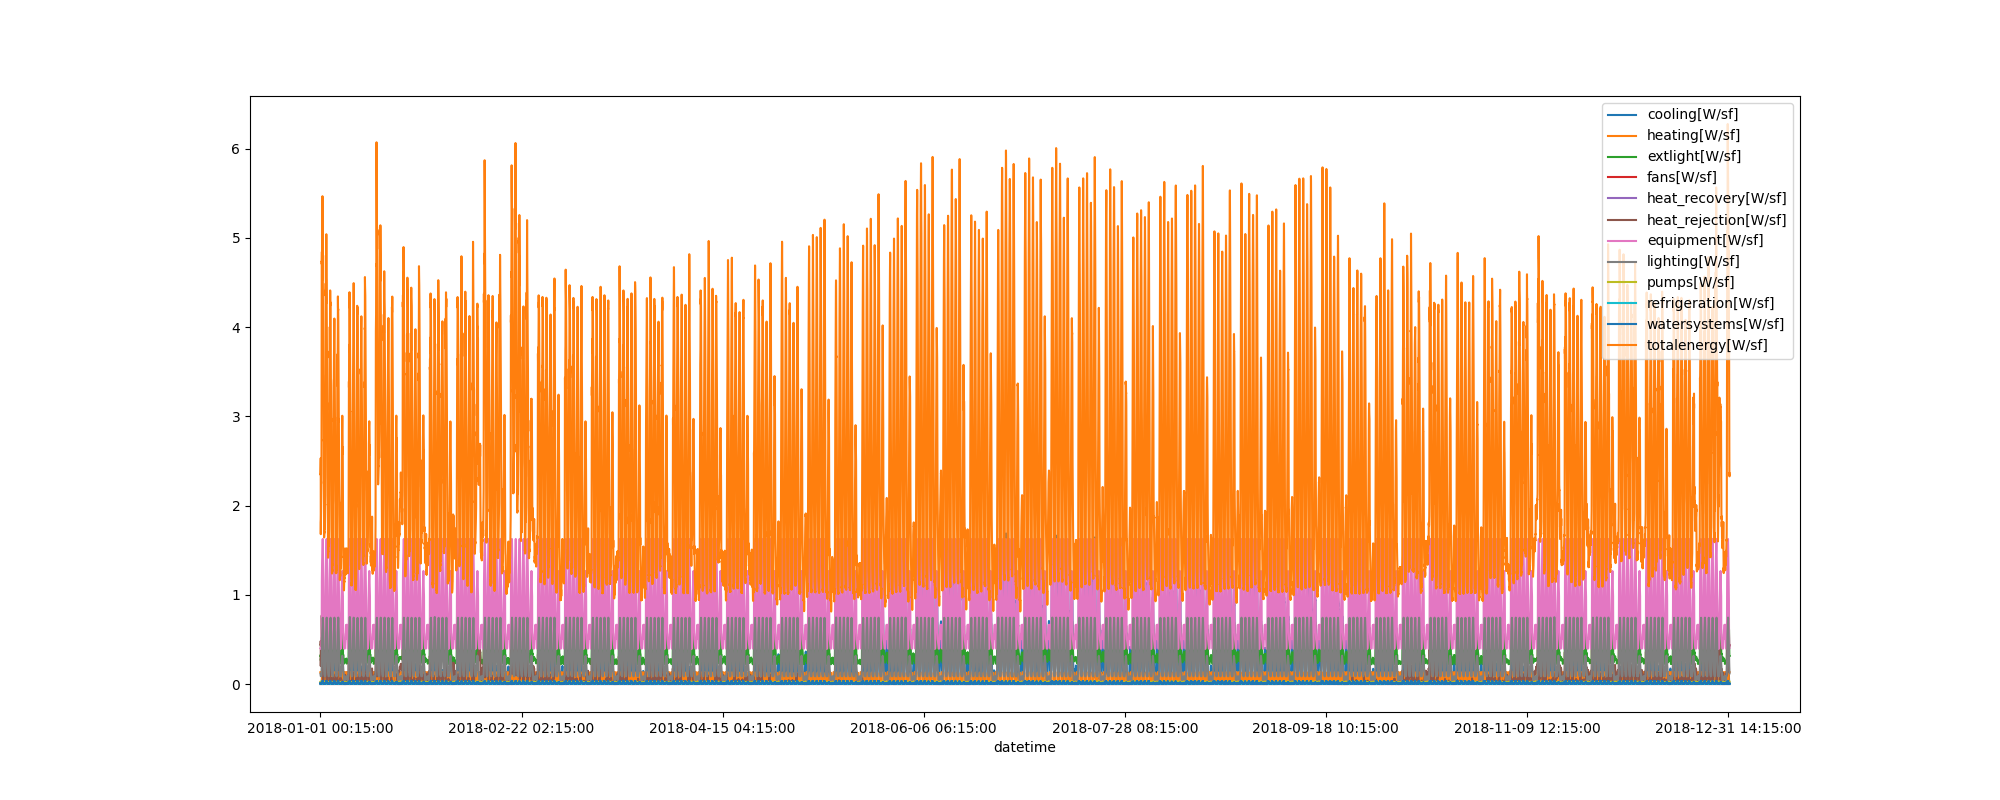 cooling[W/sf]
heating[W/sf]
extlight[W/sf]
fans[W/sf]
heat_recovery[W/sf]
heat_rejection[W/sf]
equipment[W/sf]
lighting[W/sf]
pumps[W/sf]
refrigeration[W/sf]
watersystems[W/sf]
totalenergy[W/sf]
6
5
4
3
2
1
0
2018-01-01 00:15:00 2018-02-22 02:15:00 2018-04-15 04:15:00 2018-06-06 06:15:00 2018-07-28 08:15:00 2018-09-18 10:15:00 2018-11-09 12:15:00 2018-12-31 14:15:00
datetime